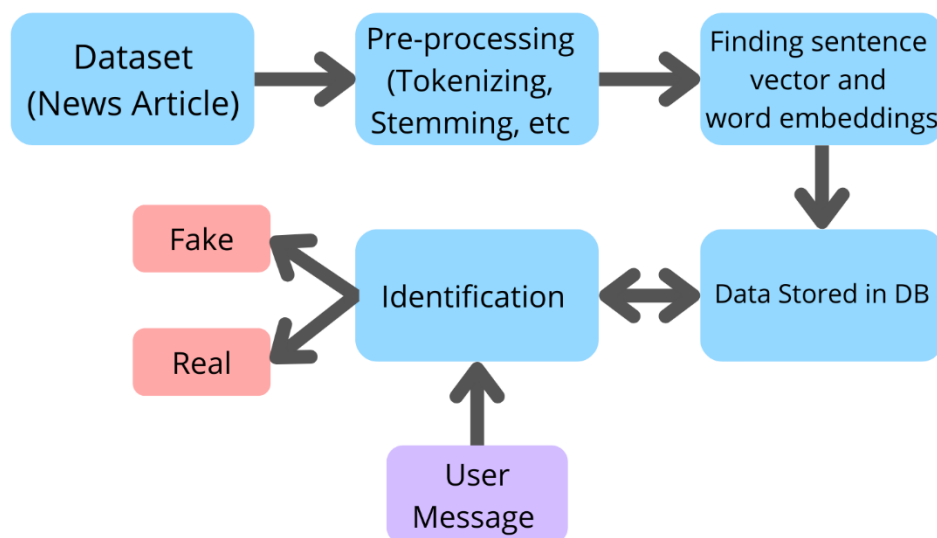 Dataset
(News Article)
Pre-processing
(Tokenizing,
Stemming, etc
Finding sentence
vector and
word embeddings
Fake
Identification
Data Stored in DB
Real
User
Message